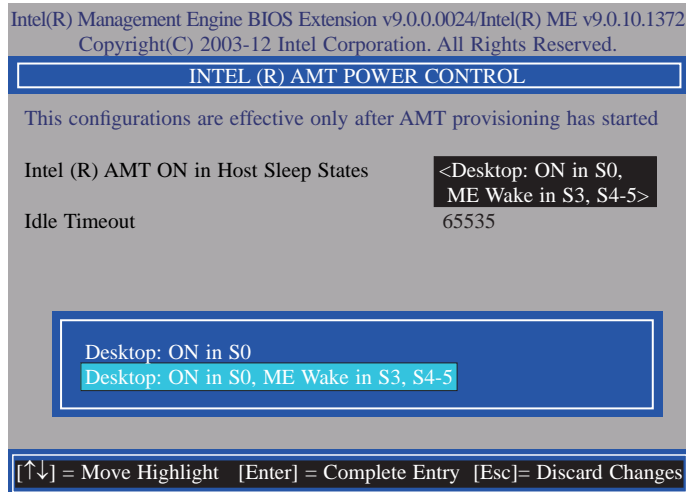 Intel(R) Management Engine BIOS Extension v9.0.0.0024/Intel(R) ME v9.0.10.1372
Copyright(C) 2003-12 Intel Corporation. All Rights Reserved.
INTEL (R) AMT POWER CONTROL
This configurations are effective only after AMT provisioning has started
Intel (R) AMT ON in Host Sleep States <Desktop: ON in S0,
ME Wake in S3, S4-5>
Idle Timeout 65535
Desktop: ON in S0
Desktop: ON in S0, ME Wake in S3, S4-5
[↑↓] = Move Highlight [Enter] = Complete Entry [Esc]= Discard Changes